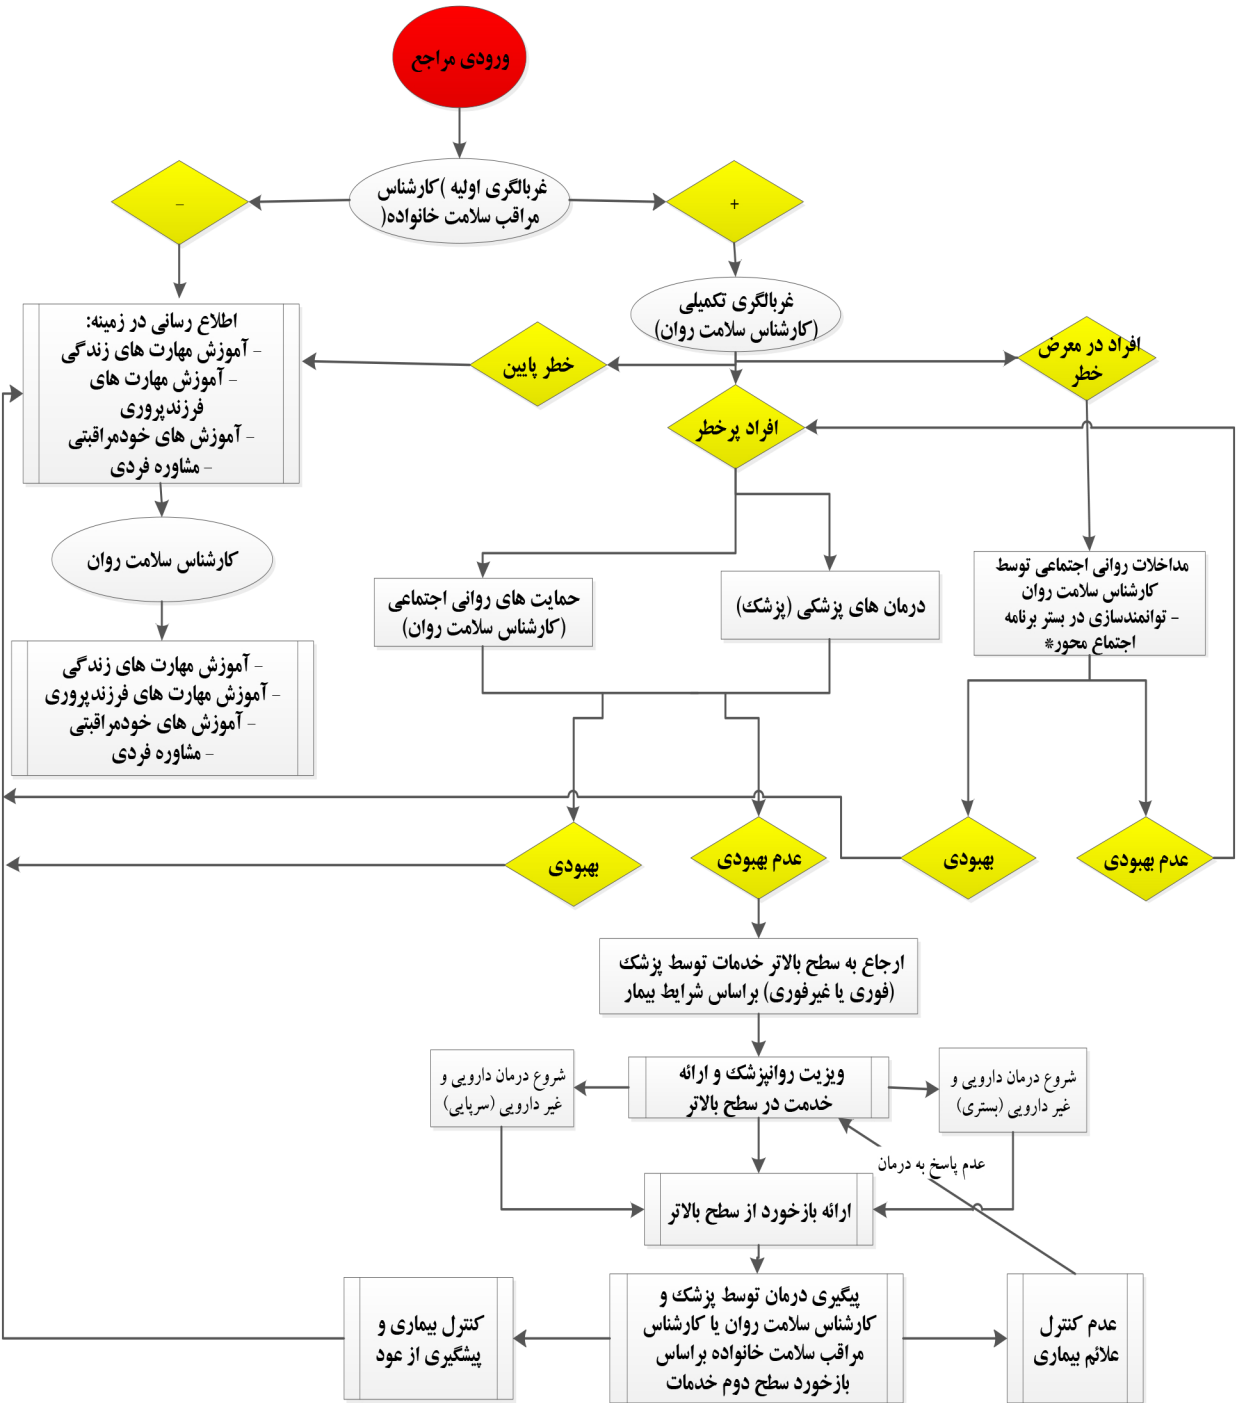 ورودی مراجع
غربالگری اولیه )کارشناس
مراقب سلامت خانواده(
–
+
غربالگری تکمیلی
(کارشناس سلامت روان)
اطلاع رسانی در زمینه:
– آموزش مهارت های زندگی
– آموزش مهارت های
فرزندپروری
– آموزش های خودمراقبتی
– مشاوره فردی
خطر پایین
افراد در معرض
خطر
افراد پرخطر
کارشناس سلامت روان
– آموزش مهارت های زندگی
– آموزش مهارت های فرزندپروری
– آموزش های خودمراقبتی
– مشاوره فردی
حمایت های روانی اجتماعی
(کارشناس سلامت روان)
درمان های پزشکی (پزشک)
مداخلات روانی اجتماعی توسط
کارشناس سلامت روان
– توانمندسازی در بستر برنامه
اجتماع محور*
بهبودی
عدم بهبودی
بهبودی
عدم بهبودی
ارجاع به سطح بالاتر خدمات توسط پزشک
(فوری یا غیرفوری) براساس شرایط بیمار
ویزیت روانپزشک و ارائه
خدمت در سطح بالاتر
شروع درمان دارویی و
غیر دارویی (سرپایی)
شروع درمان دارویی و
غیر دارویی (بستری)
عدم پاسخ به درمان
ارائه بازخورد از سطح بالاتر
پیگیری درمان توسط پزشک و
کارشناس سلامت روان یا کارشناس
مراقب سلامت خانواده براساس
بازخورد سطح دوم خدمات
کنترل بیماری و
پیشگیری از عود
عدم کنترل
علائم بیماری